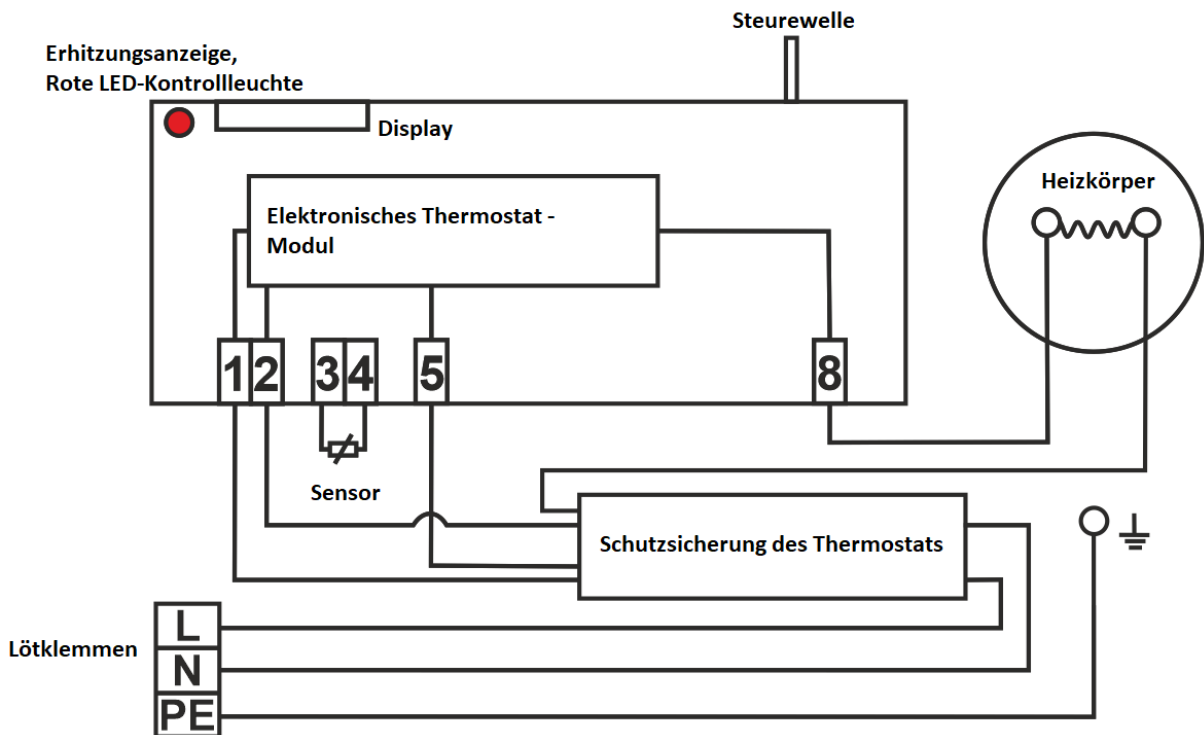 Steurewelle
Erhitzungsanzeige,
Rote LED-Kontrollleuchte
Display
Heizkörper
Elektronisches Thermostat -
Modul
1 2 3 4 5 8
Sensor
Schutzsicherung des Thermostats
Lötklemmen
L
N
PE